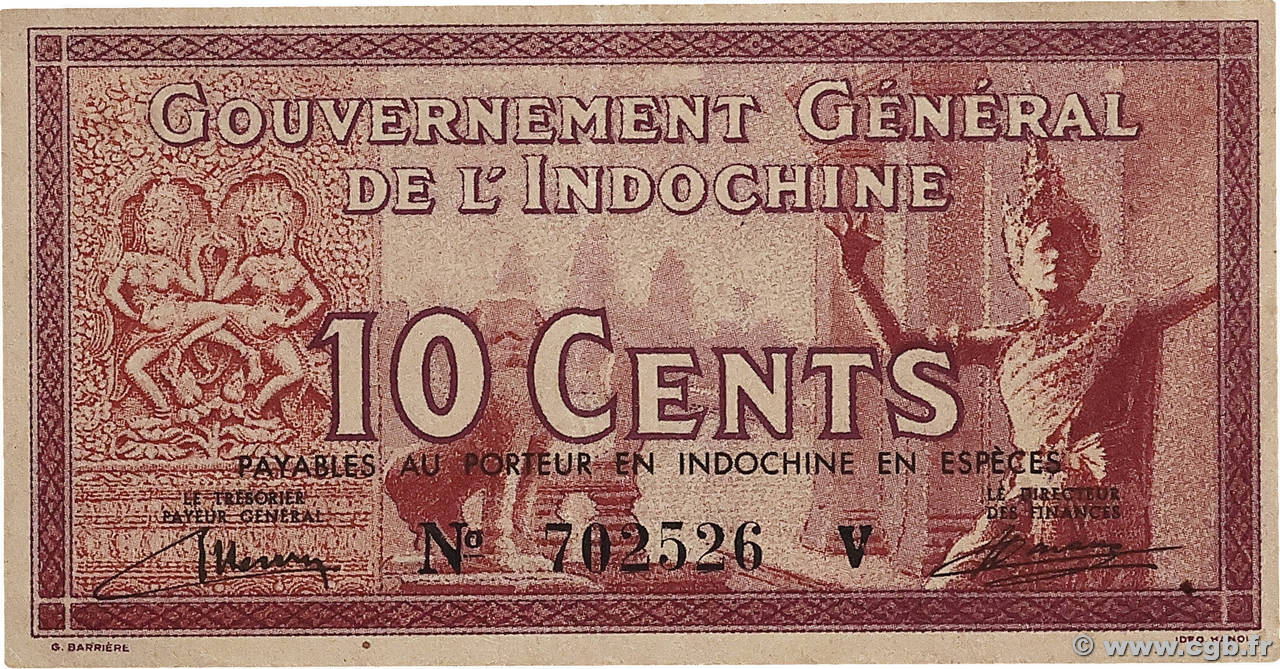 GOUVERNEMENT GÉNÉRAL
DE L'INDOCHINE
10 CENTS
PAYABLES AU PORTEUR EN INDOCHINE EN ESPÈCES
LE TRÉSORIER
PAYEUR GÉNÉRAL
LE DIRECTEUR
DES FINANCES
No 702526 V
G. BARRIÈRE
IDEO HANOI
© www.cgb.fr